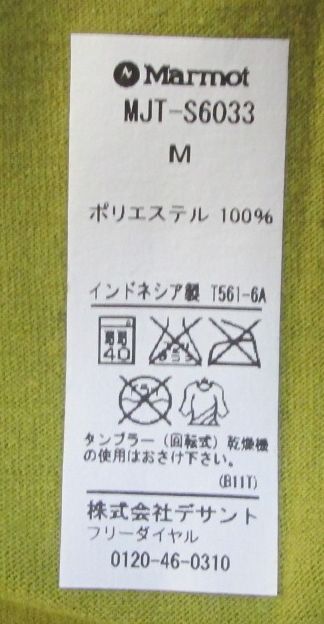 Marmot
MJT-S6033
M
ポリエステル 100%
インドネシア製 T561-6A
40
タンブラー(回転式)乾燥機
の使用はおさけ下さい。
(B11T)
株式会社デサント
フリーダイヤル
0120-46-0310